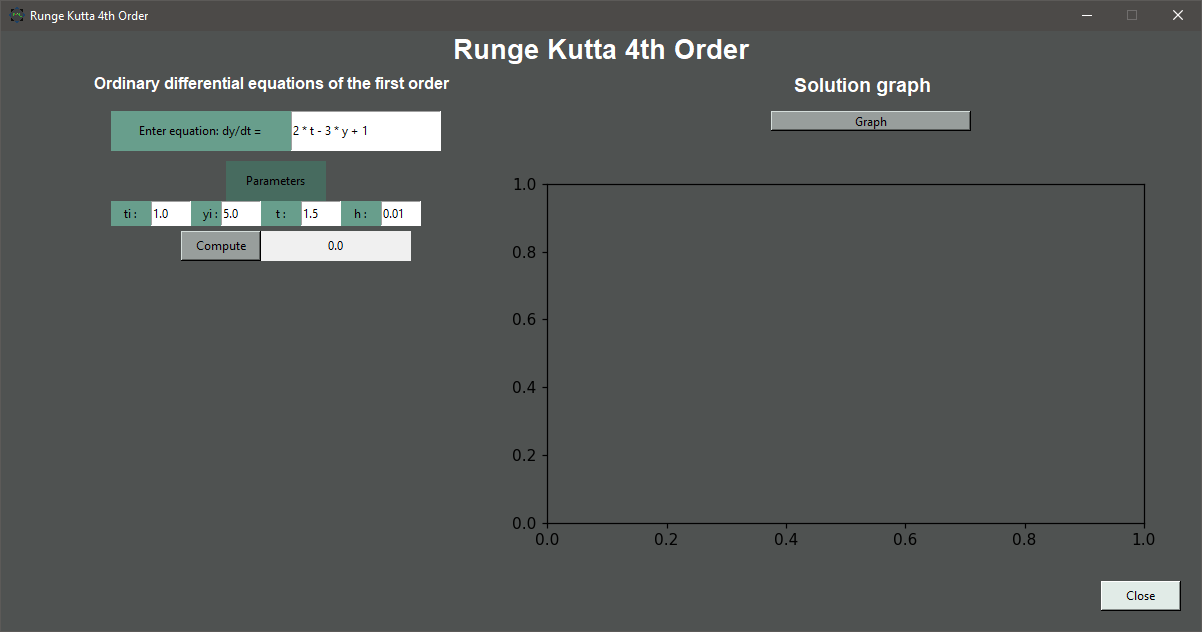 Runge Kutta 4th Order
Runge Kutta 4th Order
Ordinary differential equations of the first order
Enter equation: dy/dt = 2 * t - 3 * y + 1
Parameters
ti : 1.0 yi : 5.0 t : 1.5 h : 0.01
Compute 0.0
Solution graph
Graph
1.0
0.8
0.6
0.4
0.2
0.0
0.0 0.2 0.4 0.6 0.8 1.0
Close